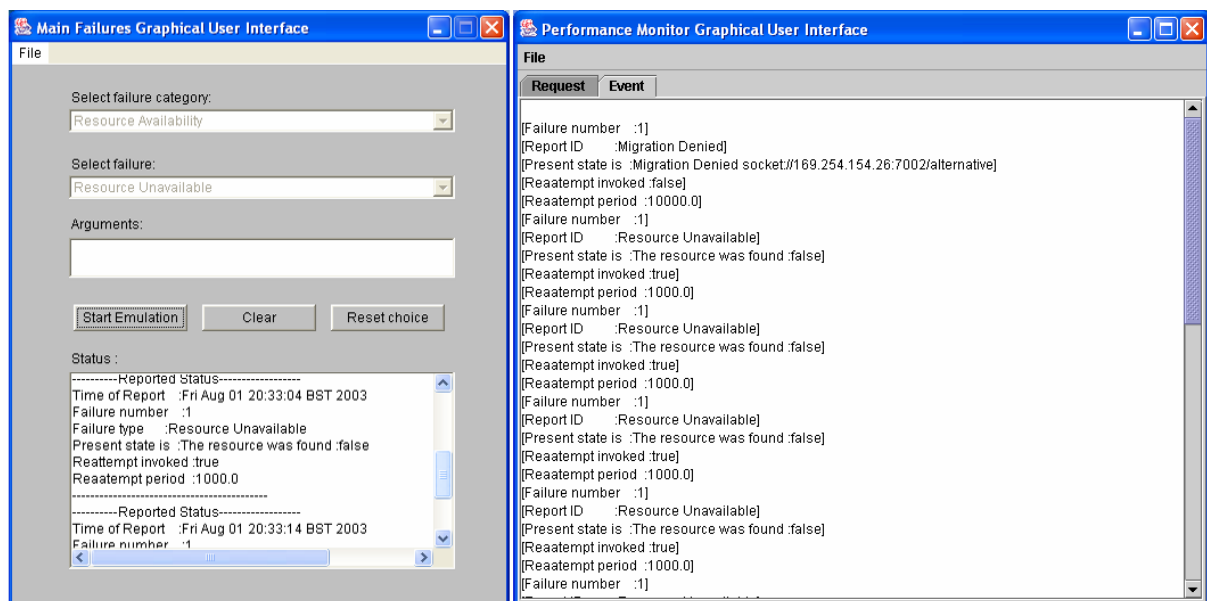 Main Failures Graphical User Interface
File
Select failure category:
Resource Availability
Select failure:
Resource Unavailable
Arguments:
Start Emulation Clear Reset choice
Status :
----------Reported Status------------------
Time of Report :Fri Aug 01 20:33:04 BST 2003
Failure number :1
Failure type :Resource Unavailable
Present state is :The resource was found :false
Reattempt invoked :true
Reaatempt period :1000.0
-------------------------------------------
----------Reported Status------------------
Time of Report :Fri Aug 01 20:33:14 BST 2003
Failure number :1
Performance Monitor Graphical User Interface
File
Request Event
[Failure number :1]
[Report ID :Migration Denied]
[Present state is :Migration Denied socket://169.254.154.26:7002/alternative]
[Reaatempt invoked :false]
[Reaatempt period :10000.0]
[Failure number :1]
[Report ID :Resource Unavailable]
[Present state is :The resource was found :false]
[Reaatempt invoked :true]
[Reaatempt period :1000.0]
[Failure number :1]
[Report ID :Resource Unavailable]
[Present state is :The resource was found :false]
[Reaatempt invoked :true]
[Reaatempt period :1000.0]
[Failure number :1]
[Report ID :Resource Unavailable]
[Present state is :The resource was found :false]
[Reaatempt invoked :true]
[Reaatempt period :1000.0]
[Failure number :1]
[Report ID :Resource Unavailable]
[Present state is :The resource was found :false]
[Reaatempt invoked :true]
[Reaatempt period :1000.0]
[Failure number :1]